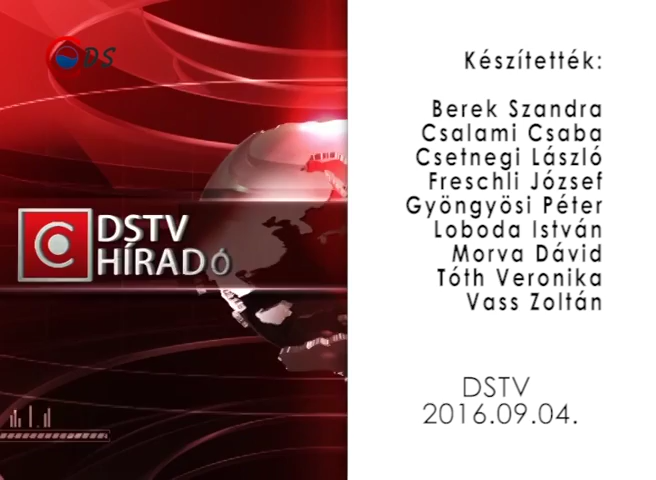 DS
DSTV
HÍRADÓ
Készítették:
Berek Szandra
Csalami Csaba
Csetnegi László
Freschli József
Gyöngyösi Péter
Loboda István
Morva Dávid
Tóth Veronika
Vass Zoltán
DSTV
2016.09.04.